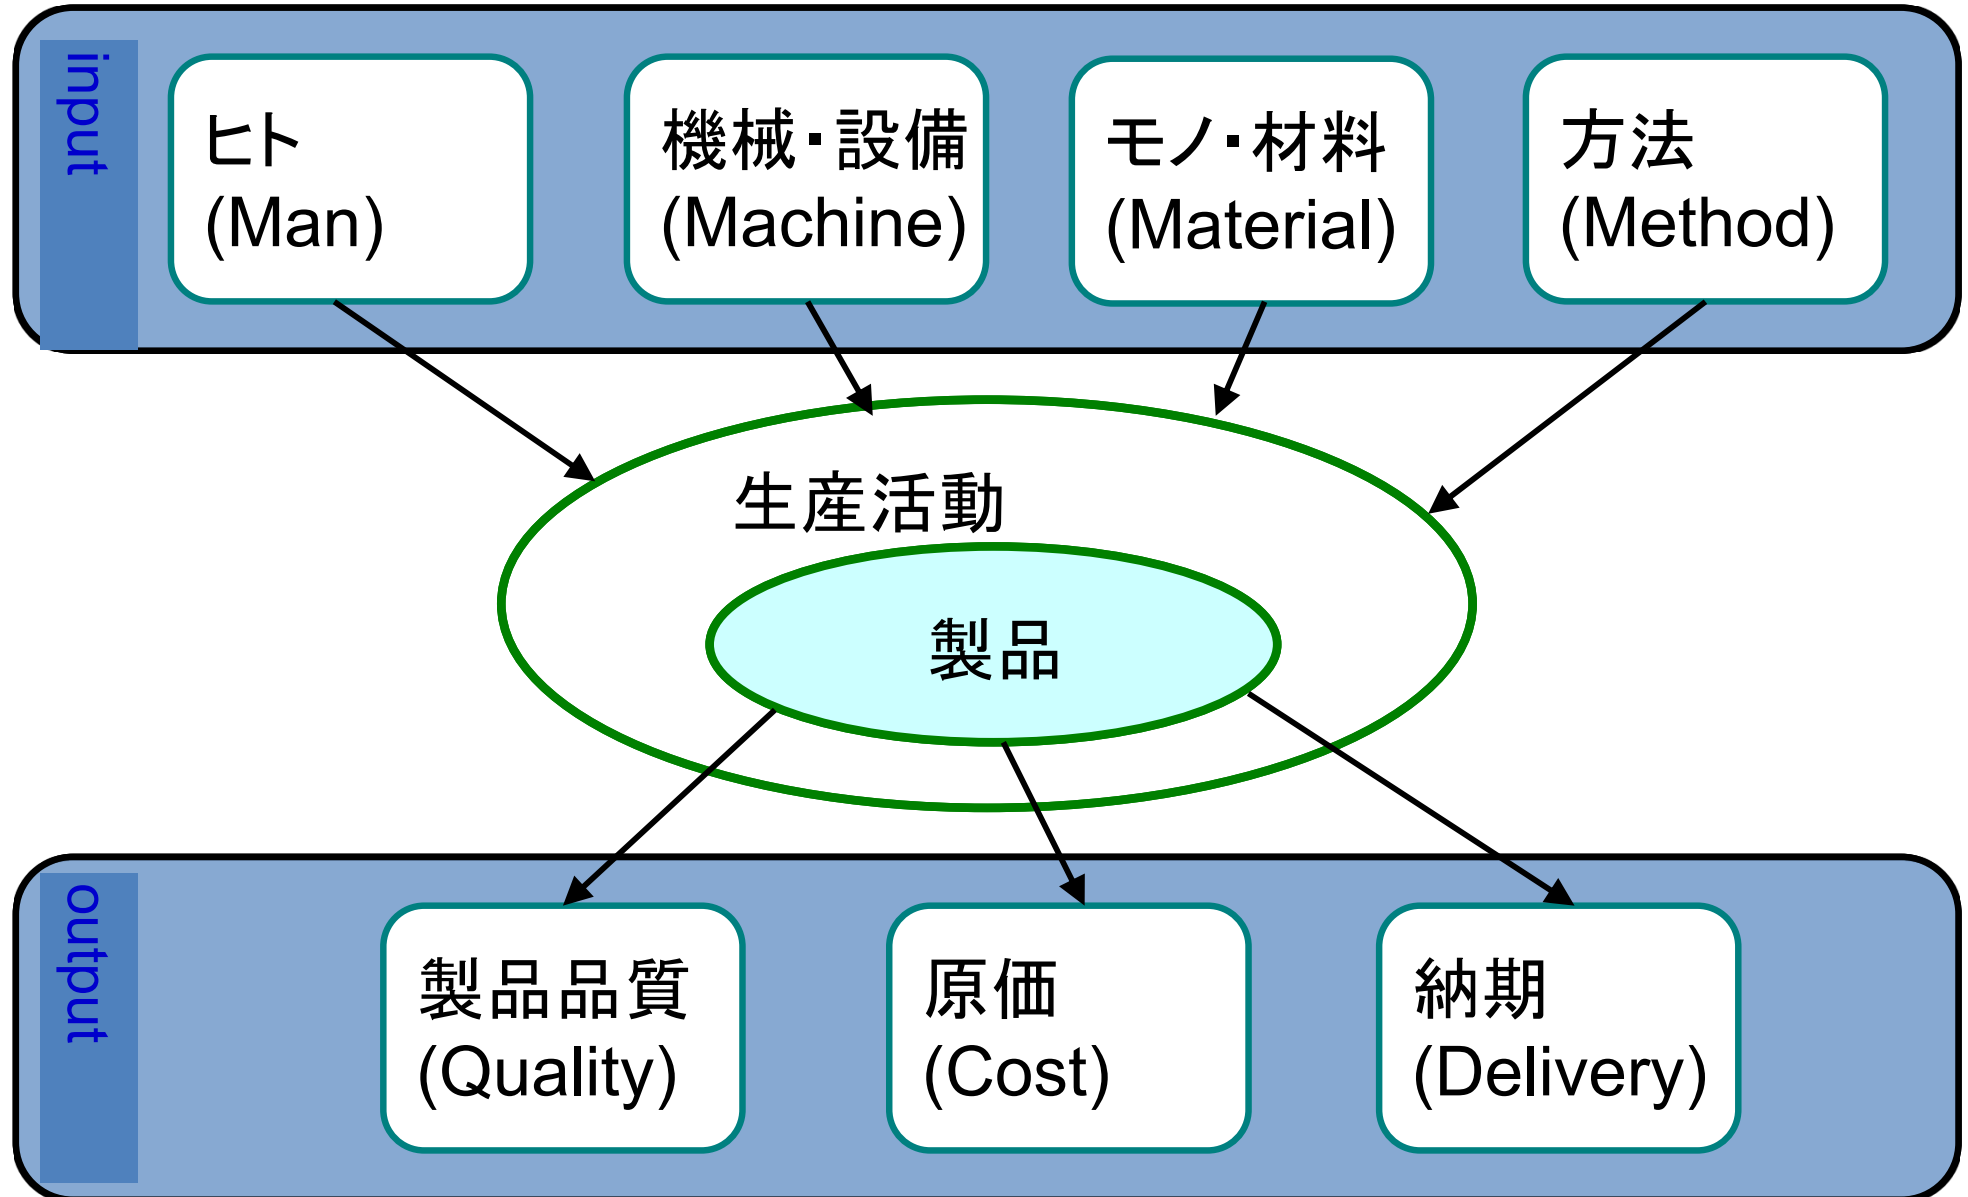 input
ヒト
(Man)
機械・設備
(Machine)
モノ・材料
(Material)
方法
(Method)
生産活動
製品
output
製品品質
(Quality)
原価
(Cost)
納期
(Delivery)